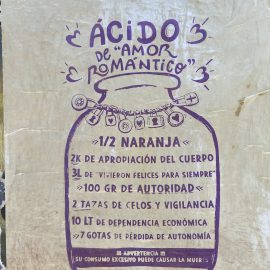 ÁCIDO
DE "AMOR
ROMÁNTICO"
1/2 NARANJA
2K DE APROPIACIÓN DEL CUERPO
3L DE "VIVIERON FELICES PARA SIEMPRE"
100 GR DE AUTORIDAD
2 TAZAS DE CELOS Y VIGILANCIA
10 LT DE DEPENDENCIA ECONÓMICA
7 GOTAS DE PÉRDIDA DE AUTONOMÍA
!!! ADVERTENCIA !!!
SU CONSUMO EXCESIVO PUEDE CAUSAR LA MUERTE